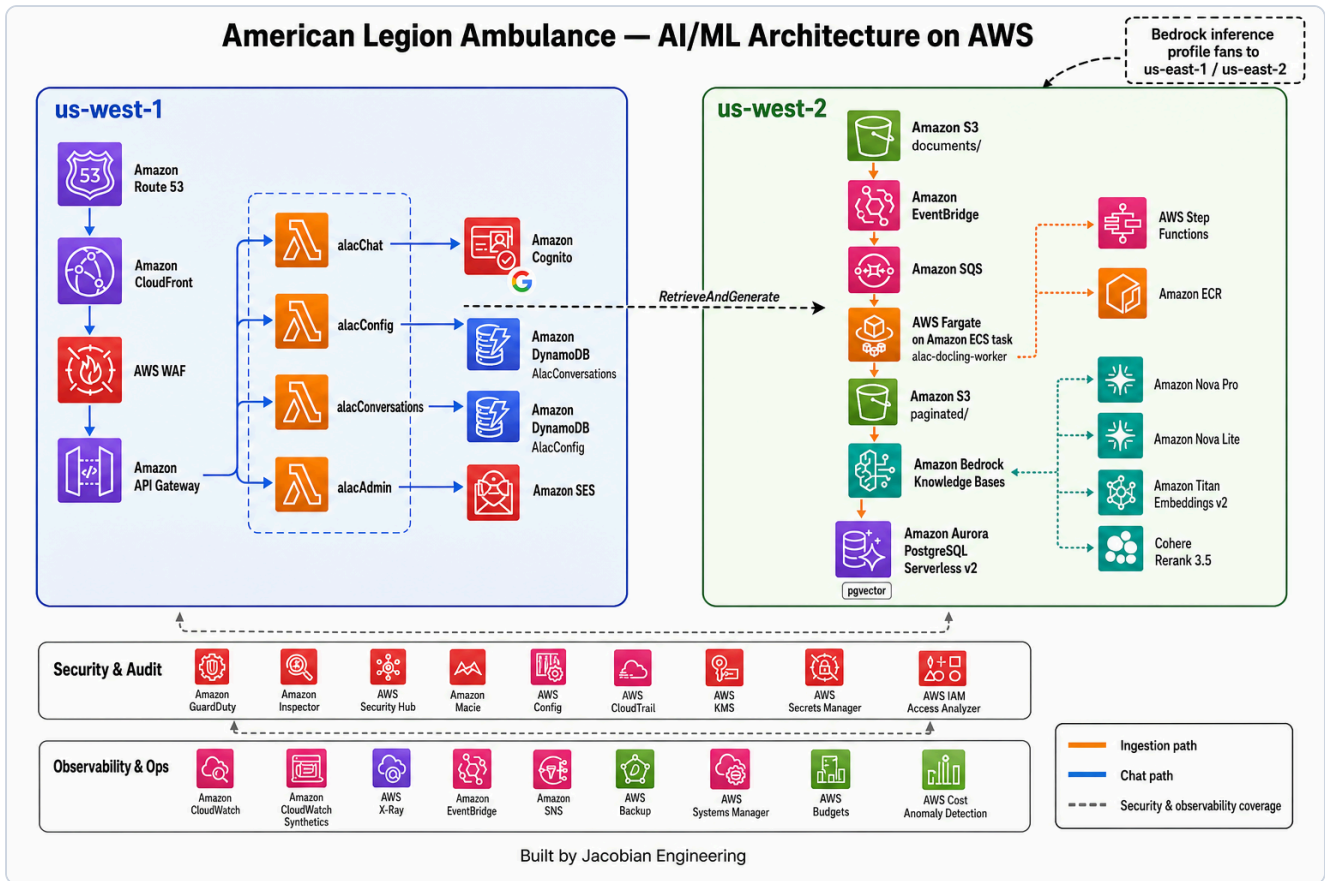 American Legion Ambulance — AI/ML Architecture on AWS
Bedrock inference
profile fans to
us-east-1 / us-east-2
us-west-1
53
Amazon
Route 53
Amazon
CloudFront
AWS WAF
Amazon
API Gateway
alacChat
alacConfig
alacConversations
alacAdmin
Amazon
Cognito
G
Amazon
DynamoDB
AlacConversations
Amazon
DynamoDB
AlacConfig
Amazon SES
RetrieveAndGenerate
us-west-2
Amazon S3
documents/
Amazon
EventBridge
Amazon SQS
AWS Fargate
on Amazon ECS task
alac-docling-worker
Amazon S3
paginated/
Amazon Bedrock
Knowledge Bases
Amazon Aurora
PostgreSQL
Serverless v2
pgvector
AWS Step
Functions
Amazon ECR
Amazon Nova Pro
Amazon Nova Lite
Amazon Titan
Embeddings v2
Cohere
Rerank 3.5
Security & Audit
Amazon
GuardDuty
Amazon
Inspector
AWS
Security Hub
Amazon
Macie
AWS
Config
AWS
CloudTrail
AWS
KMS
AWS
Secrets Manager
AWS IAM
Access Analyzer
Observability & Ops
Amazon
CloudWatch
Amazon
CloudWatch
Synthetics
AWS
X-Ray
Amazon
EventBridge
Amazon
SNS
AWS
Backup
AWS
Systems Manager
AWS
Budgets
AWS Cost
Anomaly Detection
Ingestion path
Chat path
Security & observability coverage
Built by Jacobian Engineering